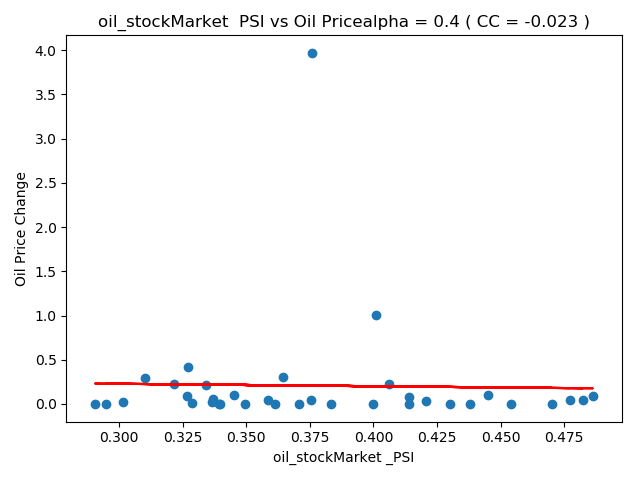 oil_stockMarket  PSI vs Oil Pricealpha = 0.4 ( CC = -0.023 )
4.0
3.5
3.0
2.5
2.0
1.5
1.0
0.5
0.0
Oil Price Change
0.300 0.325 0.350 0.375 0.400 0.425 0.450 0.475
oil_stockMarket _PSI